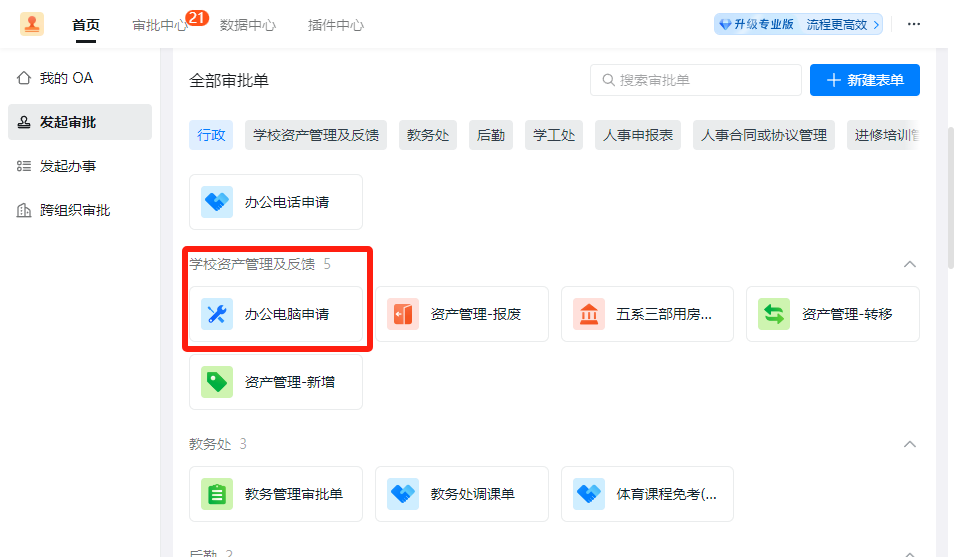 首页 审批中心 21 数据中心 插件中心 升级专业版 流程更高效
我的 OA
发起审批
发起办事
跨组织审批
全部审批单 搜索审批单 新建表单
行政 学校资产管理及反馈 教务处 后勤 学工处 人事申报表 人事合同或协议管理 进修培训管
办公电话申请
学校资产管理及反馈 5
办公电脑申请 资产管理-报废 五系三部用房... 资产管理-转移
资产管理-新增
教务处 3
教务管理审批单 教务处调课单 体育课程免考(...
后勤 2